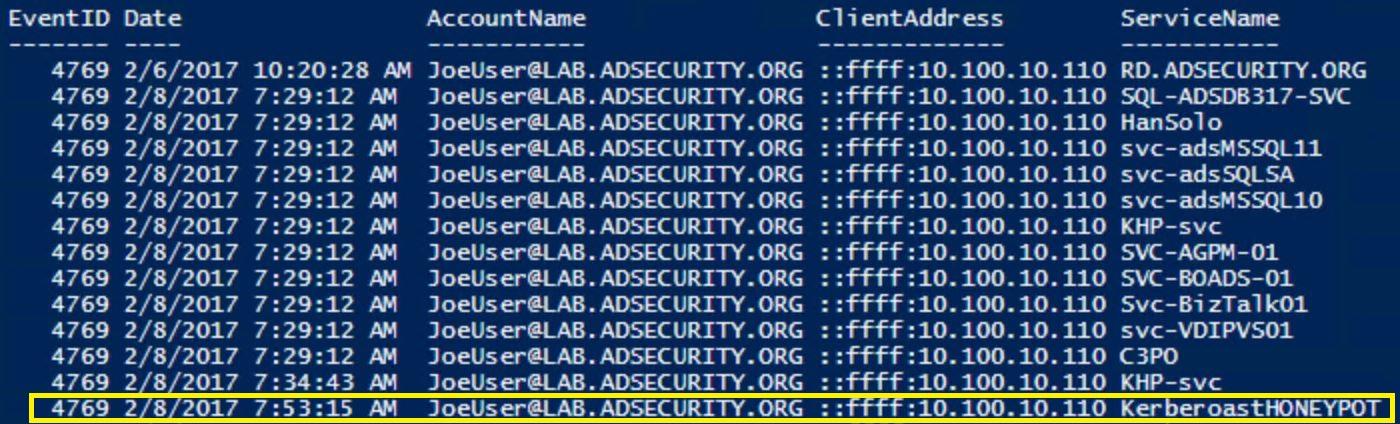 EventID Date AccountName ClientAddress ServiceName
------- ---- ----------- ------------- -----------
4769 2/6/2017 10:20:28 AM JoeUser@LAB.ADSECURITY.ORG ::ffff:10.100.10.110 RD.ADSECURITY.ORG
4769 2/8/2017 7:29:12 AM JoeUser@LAB.ADSECURITY.ORG ::ffff:10.100.10.110 SQL-ADSDB317-SVC
4769 2/8/2017 7:29:12 AM JoeUser@LAB.ADSECURITY.ORG ::ffff:10.100.10.110 HanSolo
4769 2/8/2017 7:29:12 AM JoeUser@LAB.ADSECURITY.ORG ::ffff:10.100.10.110 svc-adsMSSQL11
4769 2/8/2017 7:29:12 AM JoeUser@LAB.ADSECURITY.ORG ::ffff:10.100.10.110 svc-adsSQLSA
4769 2/8/2017 7:29:12 AM JoeUser@LAB.ADSECURITY.ORG ::ffff:10.100.10.110 svc-adsMSSQL10
4769 2/8/2017 7:29:12 AM JoeUser@LAB.ADSECURITY.ORG ::ffff:10.100.10.110 KHP-svc
4769 2/8/2017 7:29:12 AM JoeUser@LAB.ADSECURITY.ORG ::ffff:10.100.10.110 SVC-AGPM-01
4769 2/8/2017 7:29:12 AM JoeUser@LAB.ADSECURITY.ORG ::ffff:10.100.10.110 SVC-BOADS-01
4769 2/8/2017 7:29:12 AM JoeUser@LAB.ADSECURITY.ORG ::ffff:10.100.10.110 Svc-BizTalk01
4769 2/8/2017 7:29:12 AM JoeUser@LAB.ADSECURITY.ORG ::ffff:10.100.10.110 svc-VDIPVS01
4769 2/8/2017 7:29:12 AM JoeUser@LAB.ADSECURITY.ORG ::ffff:10.100.10.110 C3PO
4769 2/8/2017 7:34:43 AM JoeUser@LAB.ADSECURITY.ORG ::ffff:10.100.10.110 KHP-svc
4769 2/8/2017 7:53:15 AM JoeUser@LAB.ADSECURITY.ORG ::ffff:10.100.10.110 KerberoastHONEYPOT